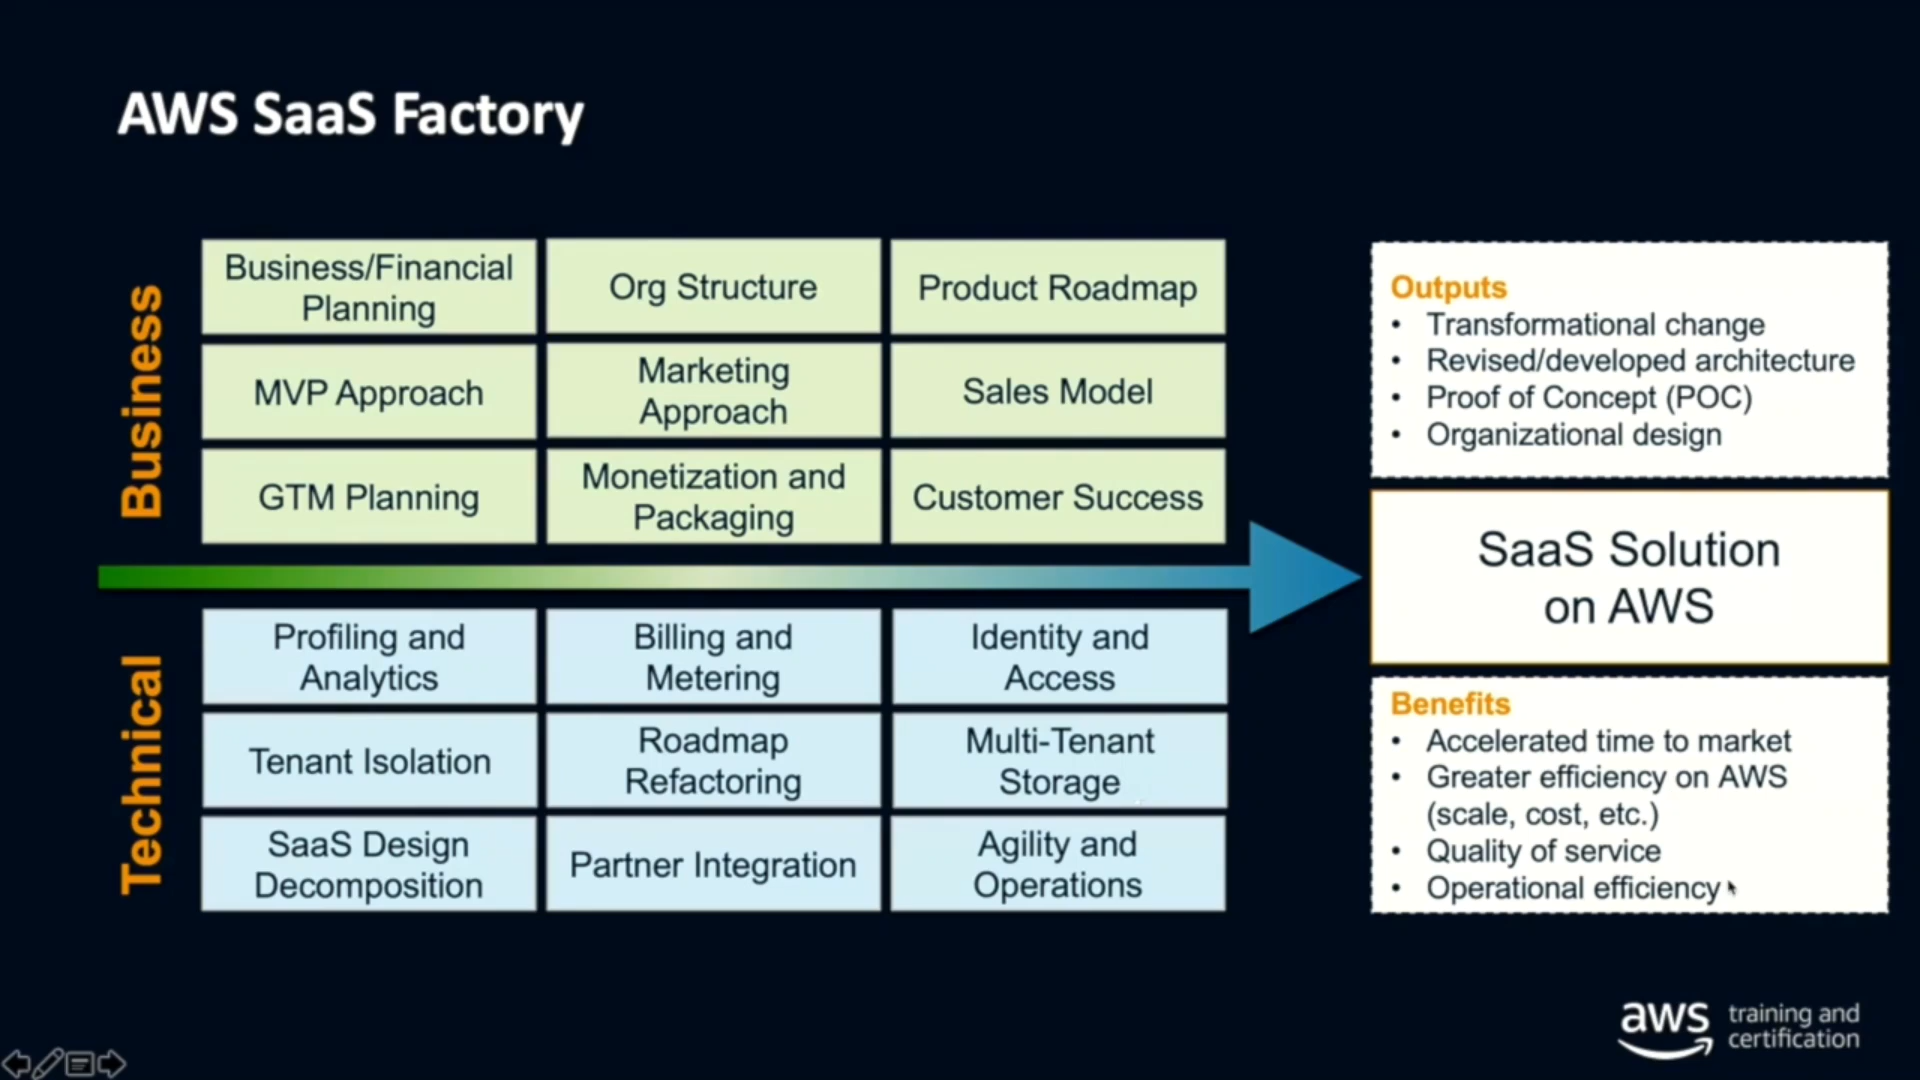 AWS SaaS Factory
Business
Business/Financial
Planning
Org Structure
Product Roadmap
MVP Approach
Marketing
Approach
Sales Model
GTM Planning
Monetization and
Packaging
Customer Success
Technical
Profiling and
Analytics
Billing and
Metering
Identity and
Access
Tenant Isolation
Roadmap
Refactoring
Multi-Tenant
Storage
SaaS Design
Decomposition
Partner Integration
Agility and
Operations
Outputs
• Transformational change
• Revised/developed architecture
• Proof of Concept (POC)
• Organizational design
SaaS Solution
on AWS
Benefits
• Accelerated time to market
• Greater efficiency on AWS
(scale, cost, etc.)
• Quality of service
• Operational efficiency
aws training and
certification